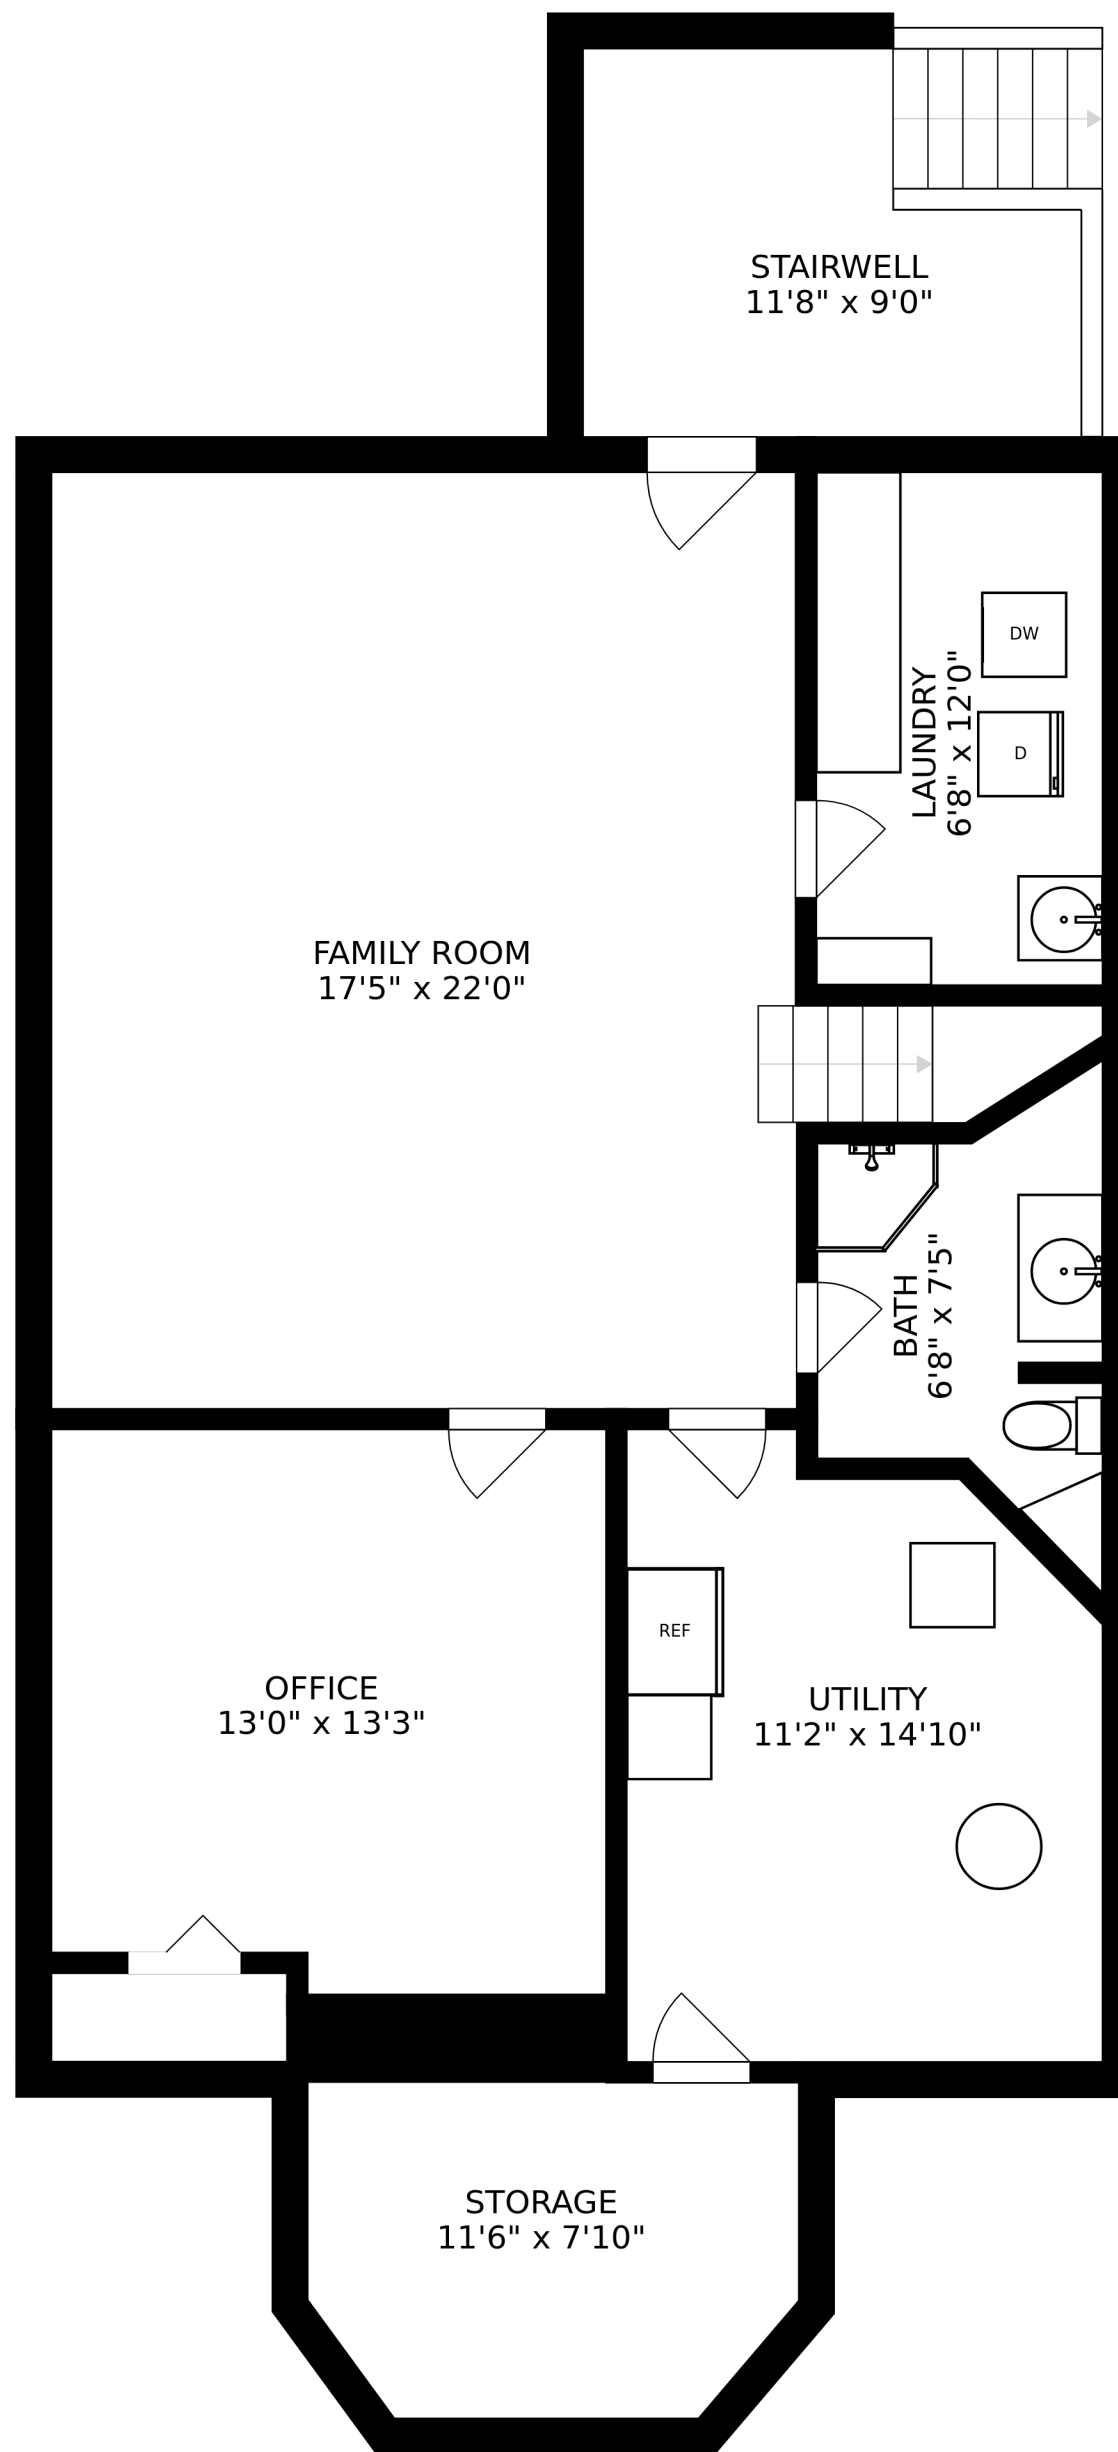 STAIRWELL
11'8" x 9'0"
DW
LAUNDRY
6'8" x 12'0"
D
FAMILY ROOM
17'5" x 22'0"
BATH
6'8" x 7'5"
REF
OFFICE
13'0" x 13'3"
UTILITY
11'2" x 14'10"
STORAGE
11'6" x 7'10"